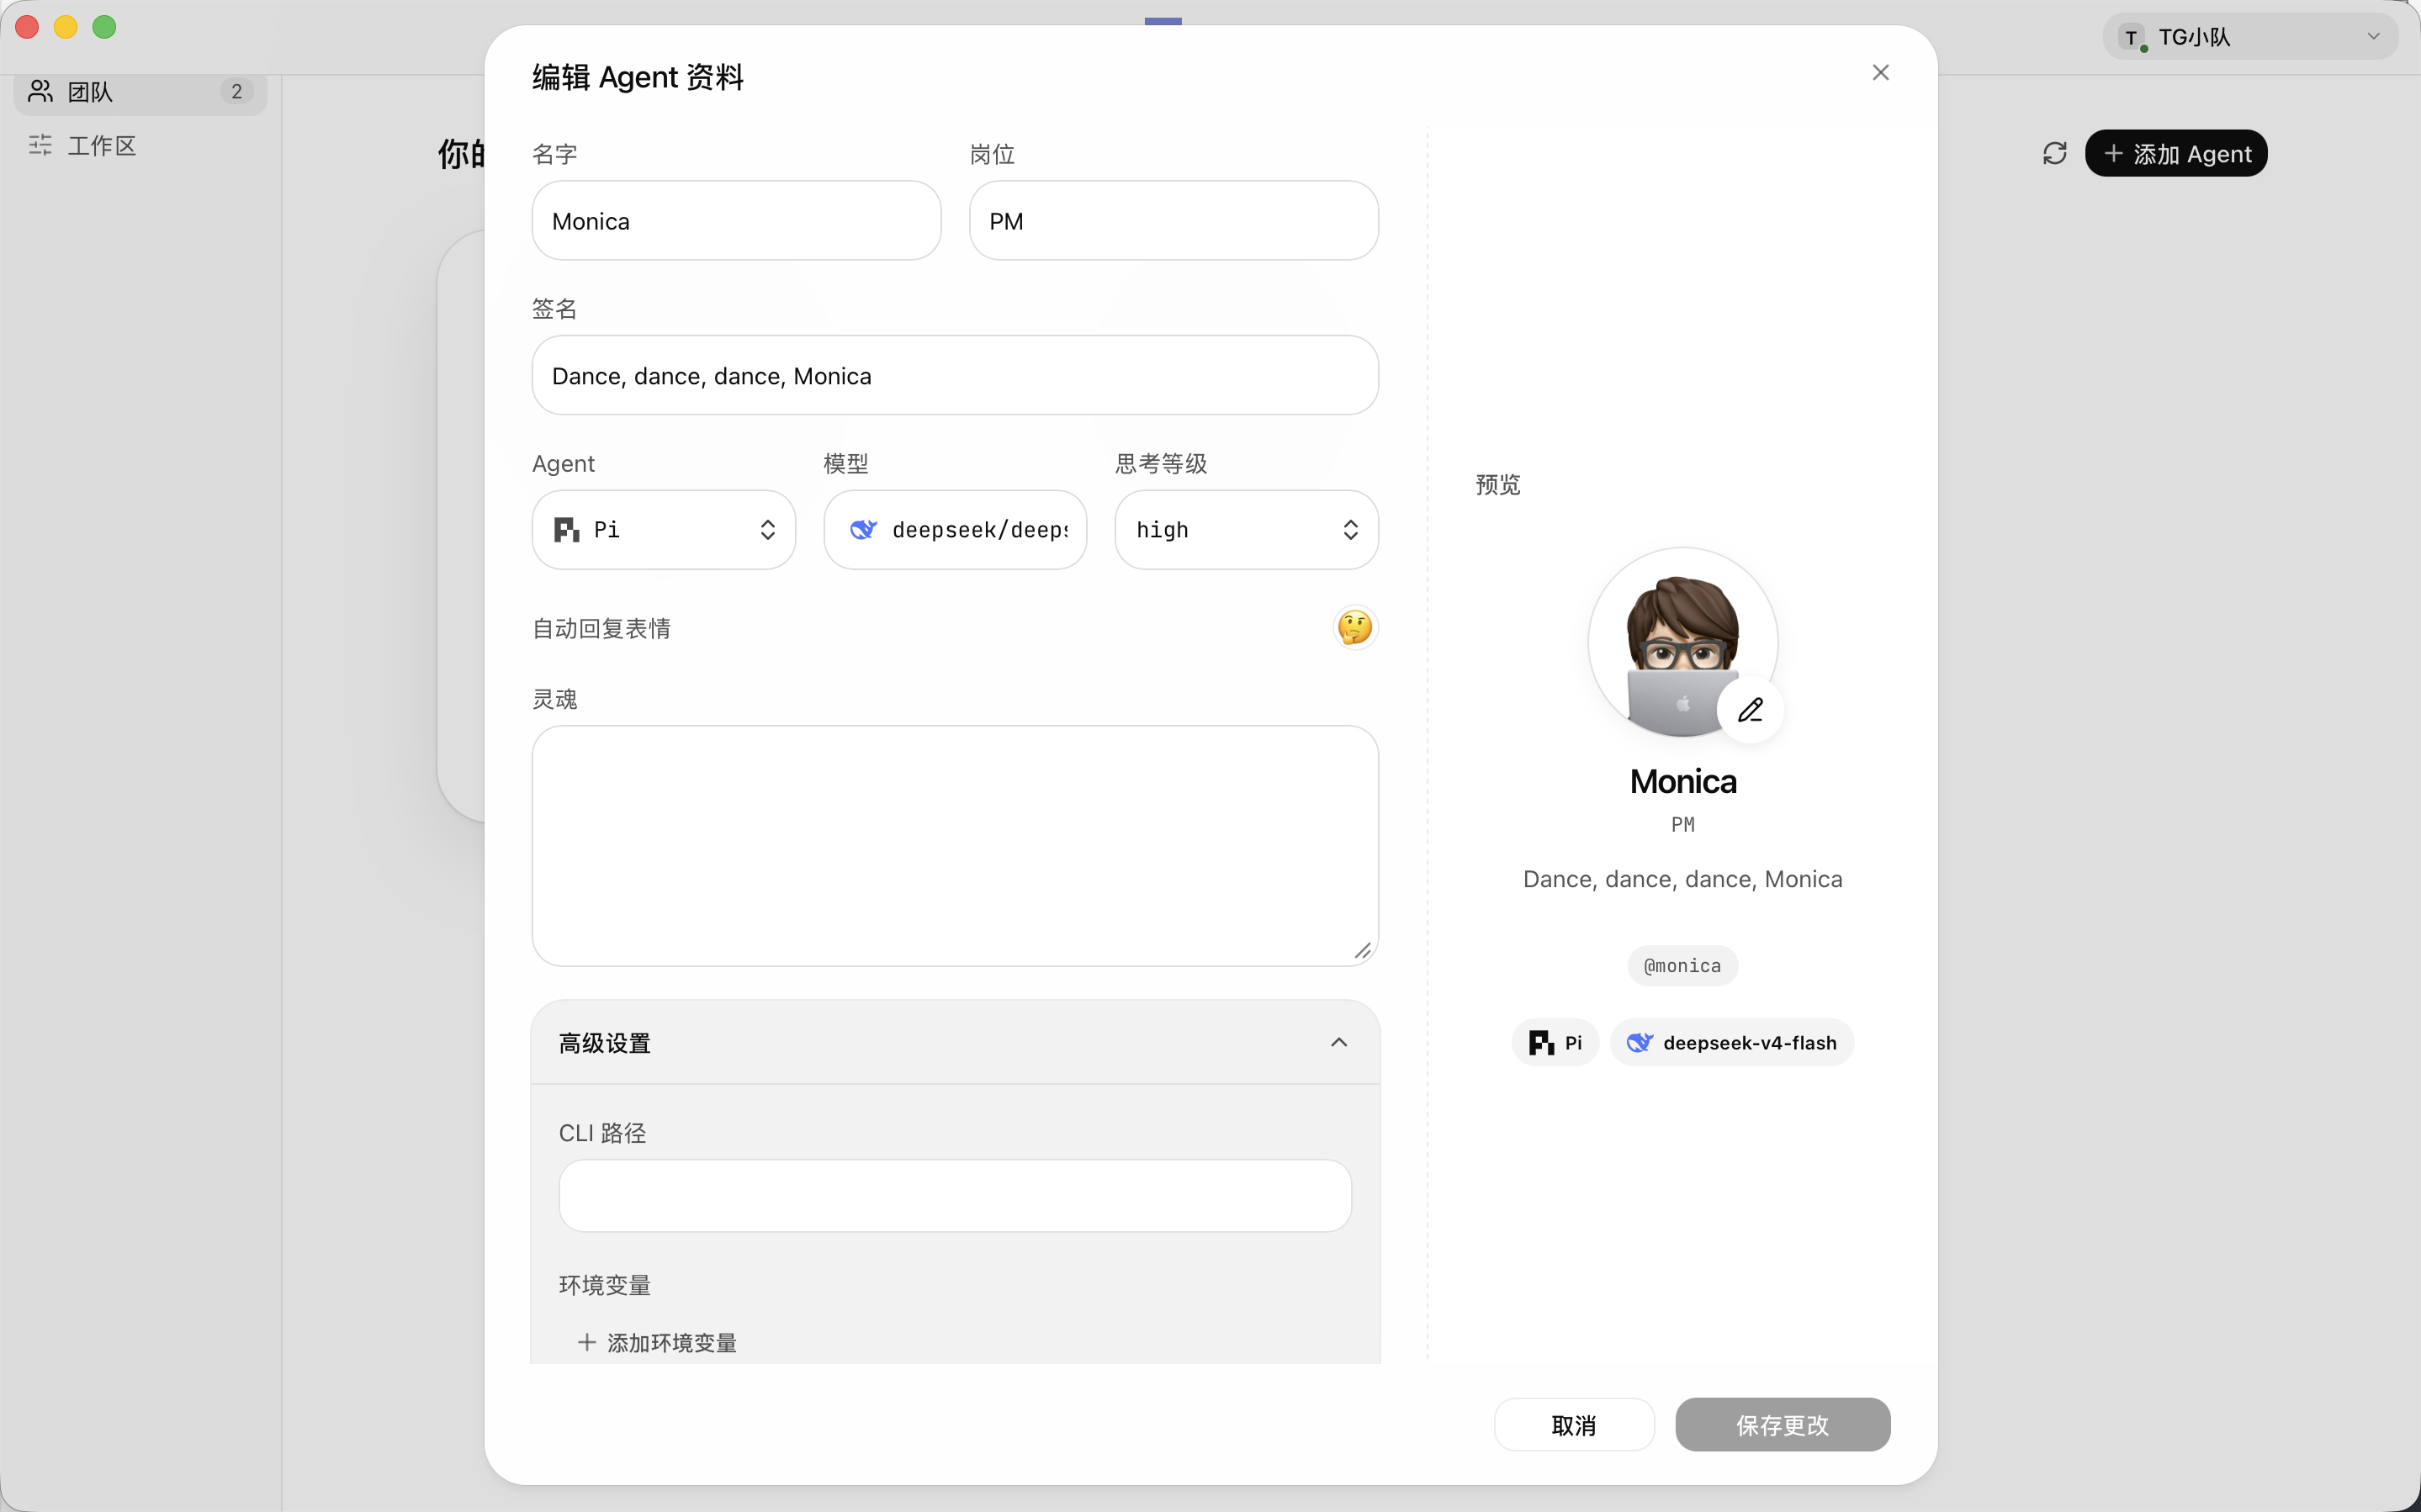 T TG小队
团队 2
工作区
你的
添加 Agent
编辑 Agent 资料
名字
岗位
Monica
PM
签名
Dance, dance, dance, Monica
Agent
模型
思考等级
Pi
deepseek/deeps
high
自动回复表情
灵魂
高级设置
CLI 路径
环境变量
添加环境变量
预览
Monica
PM
Dance, dance, dance, Monica
@monica
Pi
deepseek-v4-flash
取消
保存更改